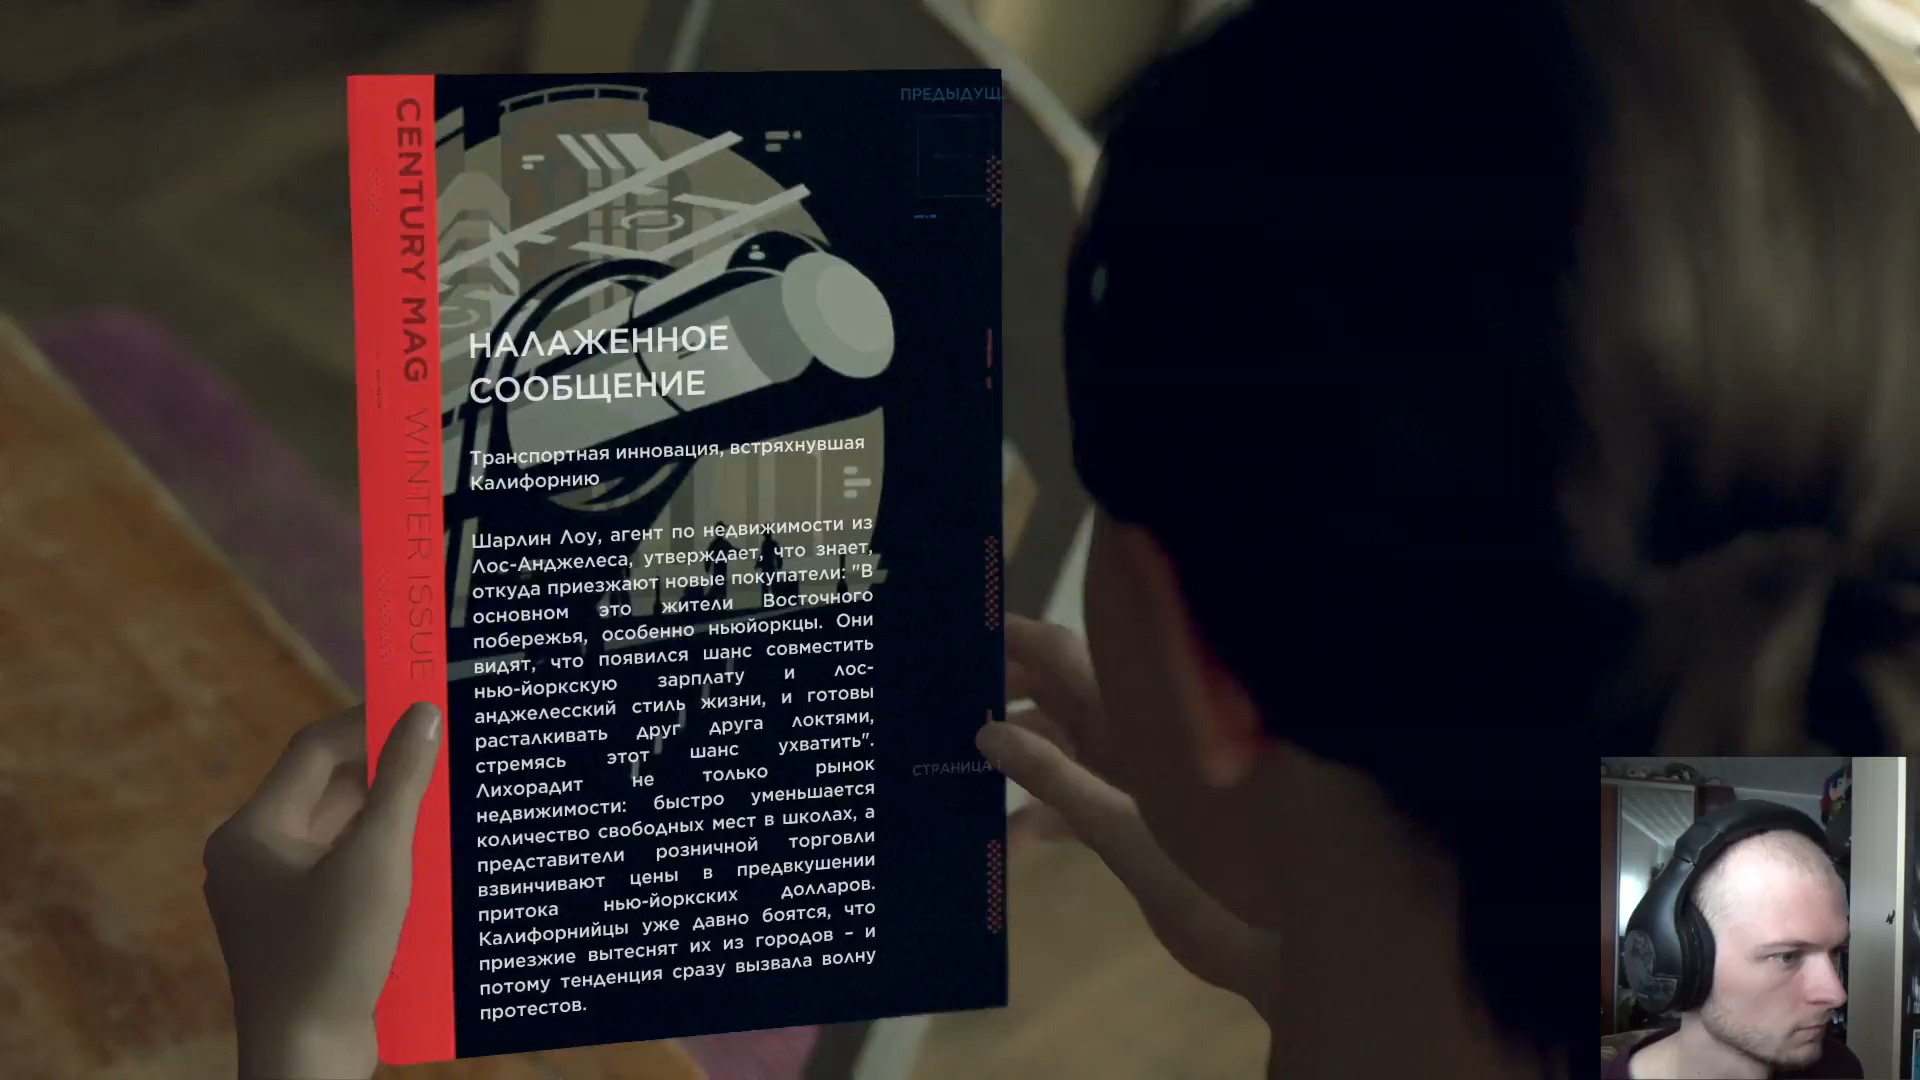 CENTURY MAG WINTER ISSUE
ПРЕДЫДУЩ
НАЛАЖЕННОЕ
СООБЩЕНИЕ
Транспортная инновация, встряхнувшая
Калифорнию
Шарлин Лоу, агент по недвижимости из
Лос-Анджелеса, утверждает, что знает,
откуда приезжают новые покупатели: "В
основном это жители Восточного
побережья, особенно ньюйоркцы. Они
видят, что появился шанс совместить
нью-йоркскую зарплату и лос-
анджелесский стиль жизни, и готовы
расталкивать друг друга локтями,
стремясь этот шанс ухватить".
Лихорадит не только рынок
недвижимости: быстро уменьшается
количество свободных мест в школах, а
представители розничной торговли
взвинчивают цены в предвкушении
притока нью-йоркских долларов.
Калифорнийцы уже давно боятся, что
приезжие вытеснят их из городов – и
потому тенденция сразу вызвала волну
протестов.
СТРАНИЦА 1